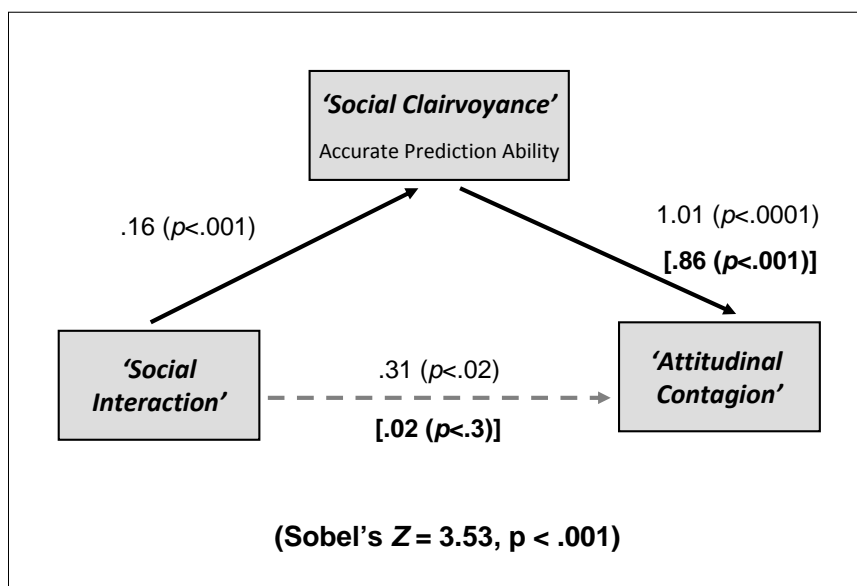 ‘Social Clairvoyance’
Accurate Prediction Ability
.16 (p<.001)
1.01 (p<.0001)
[.86 (p<.001)]
‘Social
Interaction’
.31 (p<.02)
[.02 (p<.3)]
‘Attitudinal
Contagion’
(Sobel’s Z = 3.53, p < .001)